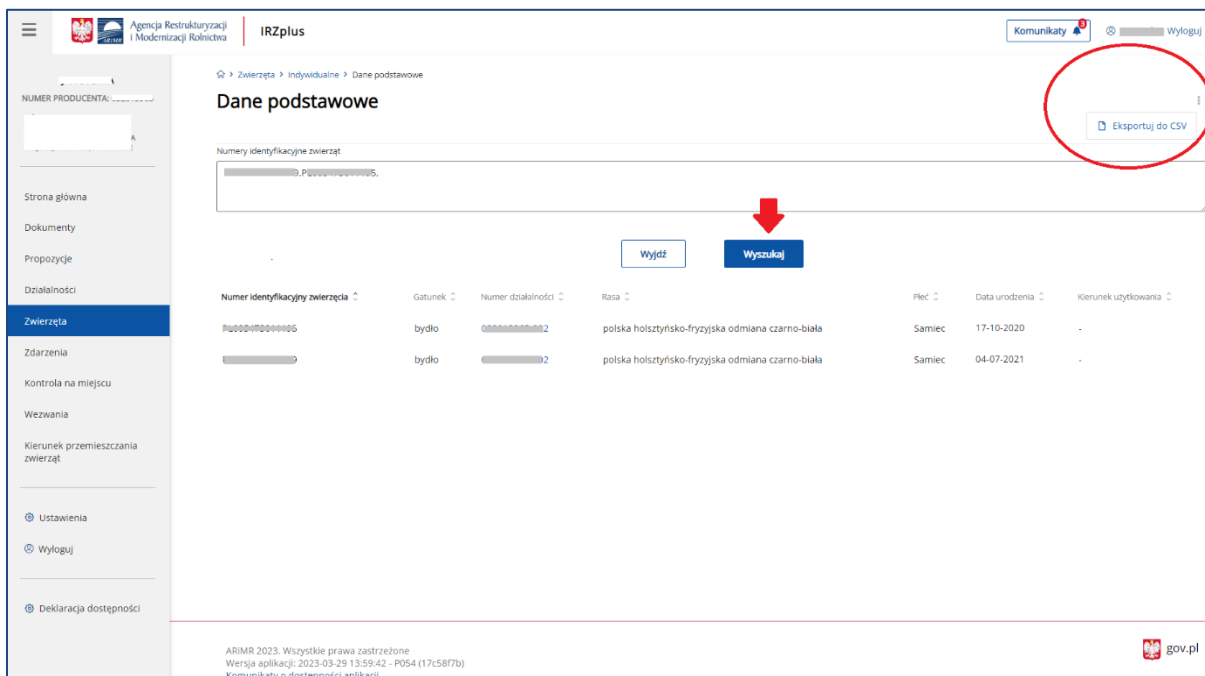 Agencja Restrukturyzacji
i Modernizacji Rolnictwa
IRZplus
Komunikaty 3
Wyloguj
NUMER PRODUCENTA:
Zwierzęta > Indywidualne > Dane podstawowe
Dane podstawowe
Eksportuj do CSV
Numery identyfikacyjne zwierząt
Wyjdź
Wyszukaj
Strona główna
Dokumenty
Propozycje
Działalności
Zwierzęta
Zdarzenia
Kontrola na miejscu
Wezwania
Kierunek przemieszczania
zwierząt
Ustawienia
Wyloguj
Deklaracja dostępności
Numer identyfikacyjny zwierzęcia Gatunek Numer działalności Rasa Płeć Data urodzenia Kierunek użytkowania
bydło polska holsztyńsko-fryzyjska odmiana czarno-biała Samiec 17-10-2020 -
bydło polska holsztyńsko-fryzyjska odmiana czarno-biała Samiec 04-07-2021 -
ARiMR 2023. Wszystkie prawa zastrzeżone
Wersja aplikacji: 2023-03-29 13:59:42 - P054 (17c58f7b)
Komunikaty o dostępności aplikacji
gov.pl